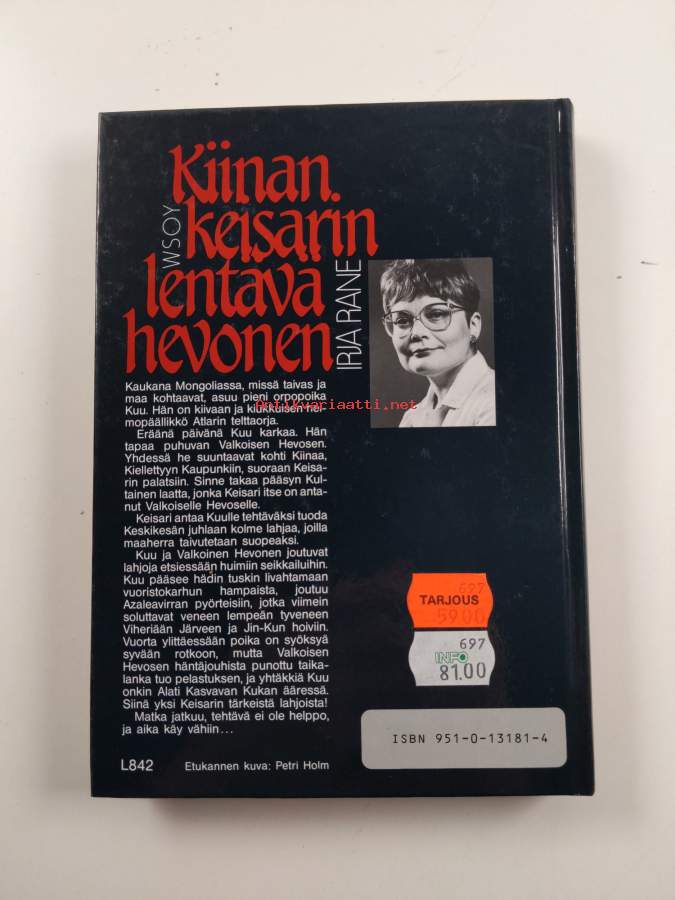 Kiinan
keisarin
lentävä
hevonen
WSOY
IRJA RANE
Kaukana Mongoliassa, missä taivas ja
maa kohtaavat, asuu pieni orpopoika
Kuu. Hän on kiivaan ja kiukkuisen hei-
mopäällikkö Atlarin telttaorja.
Eräänä päivänä Kuu karkaa. Hän
tapaa puhuvan Valkoisen Hevosen.
Yhdessä he suuntaavat kohti Kiinaa,
Kiellettyyn Kaupunkiin, suoraan Keisa-
rin palatsiin. Sinne takaa pääsyn Kul-
tainen laatta, jonka Keisari itse on anta-
nut Valkoiselle Hevoselle.
Keisari antaa Kuulle tehtäväksi tuoda
Keskikesän juhlaan kolme lahjaa, joilla
maaherra taivutetaan suopeaksi.
Kuu ja Valkoinen Hevonen joutuvat
lahjoja etsiessään huimiin seikkailuihin.
Kuu pääsee hädin tuskin livahtamaan
vuoristokarhun hampaista, joutuu
Azaleavirran pyörteisiin, jotka viimein
soluttavat veneen lempeän tyveneen
Viheriään Järveen ja Jin-Kun hoiviin.
Vuorta ylittäessään poika on syöksyä
syvään rotkoon, mutta Valkoisen
Hevosen häntäjouhista punottu taika-
lanka tuo pelastuksen, ja yhtäkkiä Kuu
onkin Alati Kasvavan Kukan ääressä.
Siinä yksi Keisarin tärkeistä lahjoista!
Matka jatkuu, tehtävä ei ole helppo,
ja aika käy vähiin...
L842
Etukannen kuva: Petri Holm
Antikvariaatti.net
697
TARJOUS
59.00
697
INFO
81.00
ISBN 951-0-13181-4